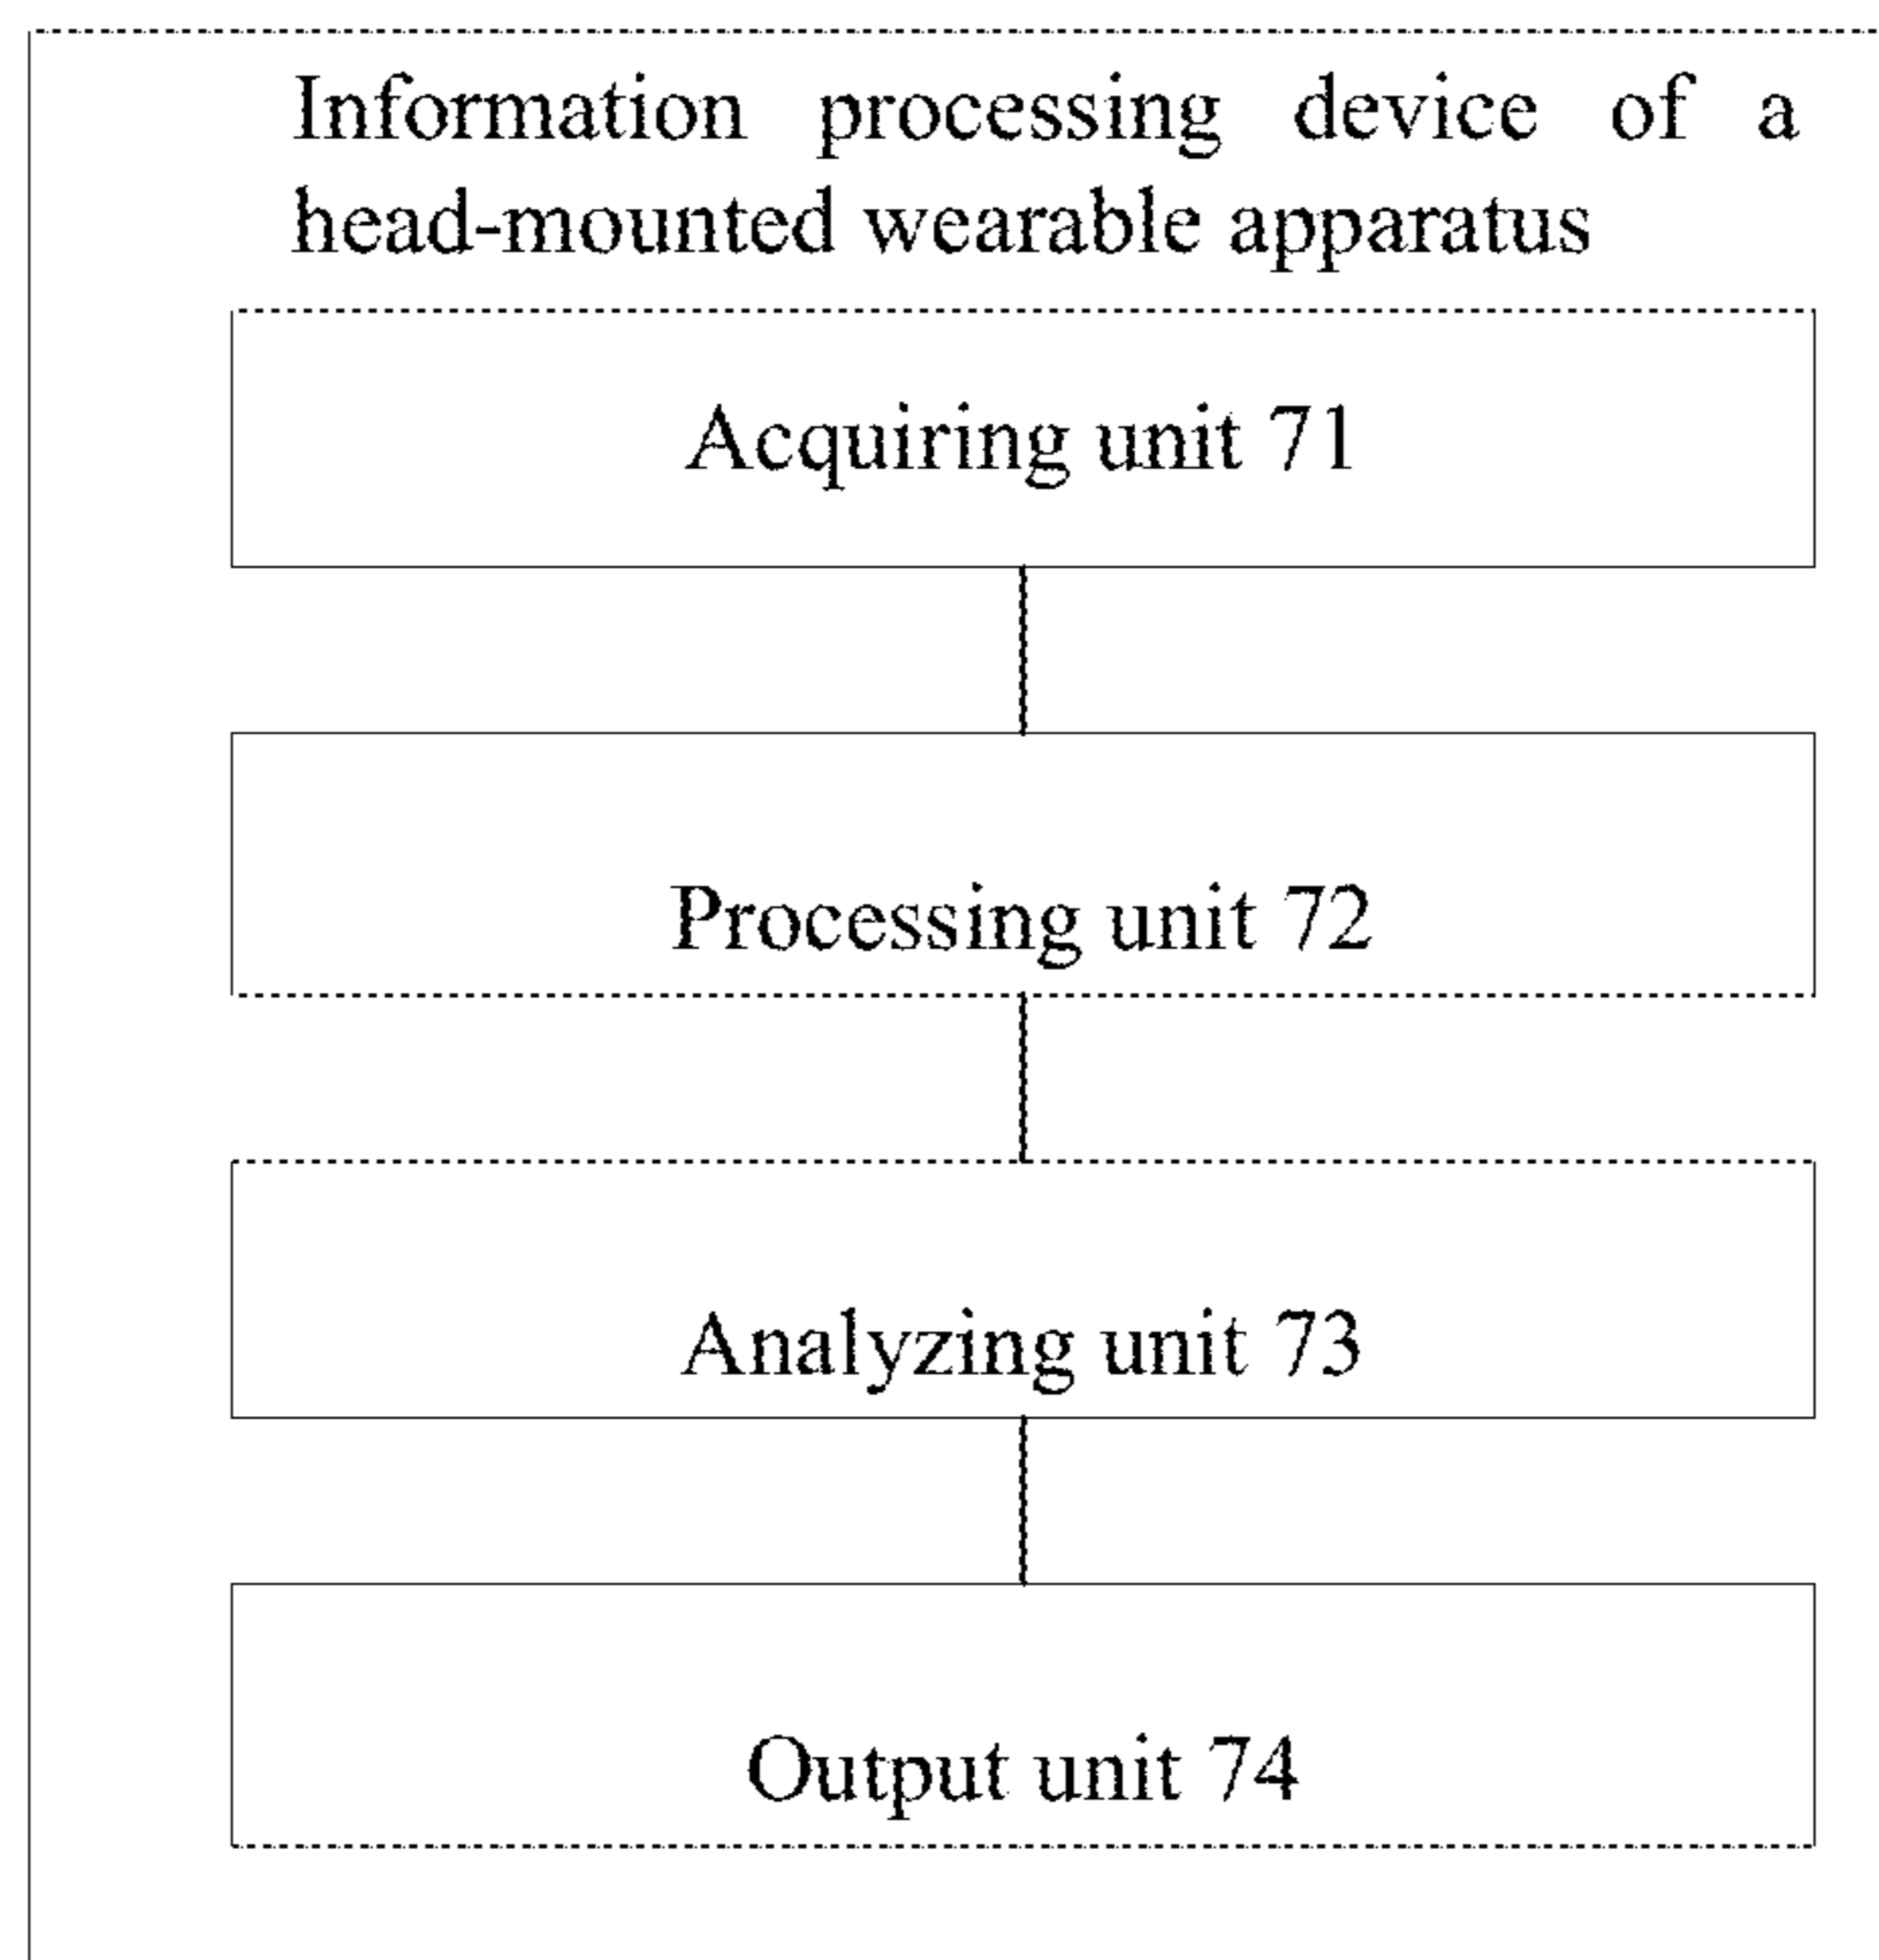 Information processing device of a
head-mounted wearable apparatus
Acquiring unit 71
Processing unit 72
Analyzing unit 73
Output unit 74